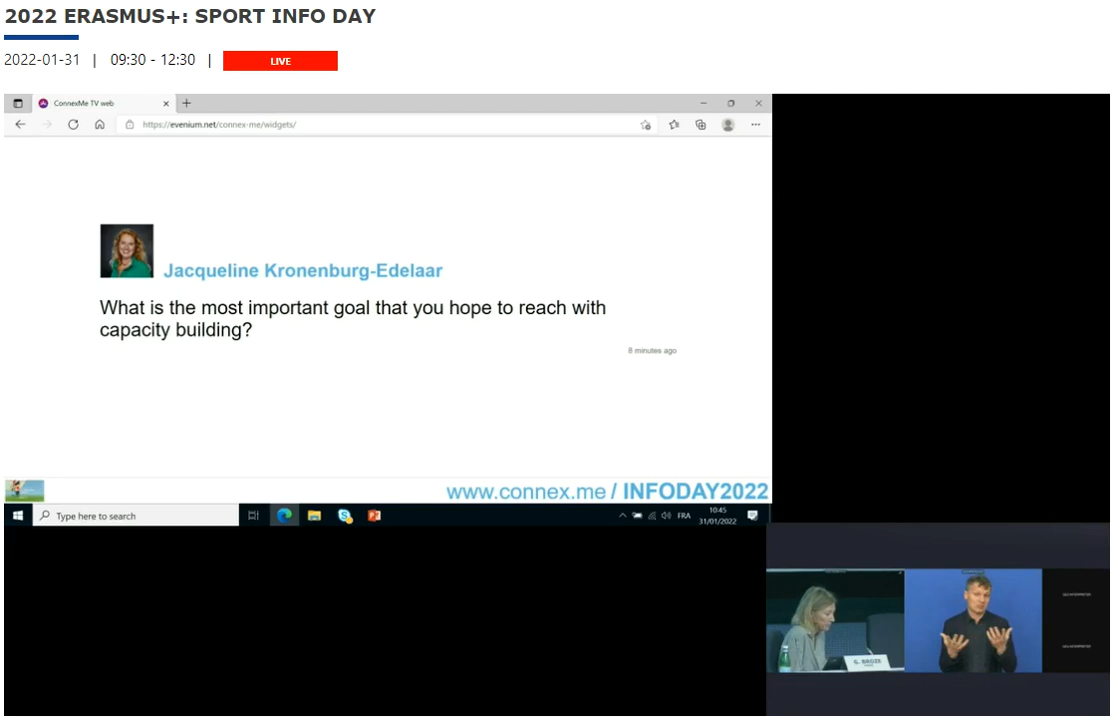 2022 ERASMUS+: SPORT INFO DAY
2022-01-31 | 09:30 - 12:30 | LIVE
ConnexMe TV web
https://evenium.net/connex-me/widgets/
Jacqueline Kronenburg-Edelaar
What is the most important goal that you hope to reach with
capacity building?
8 minutes ago
www.connex.me / INFODAY2022
Type here to search
FRA
10:45
31/01/2022
G. BROZE